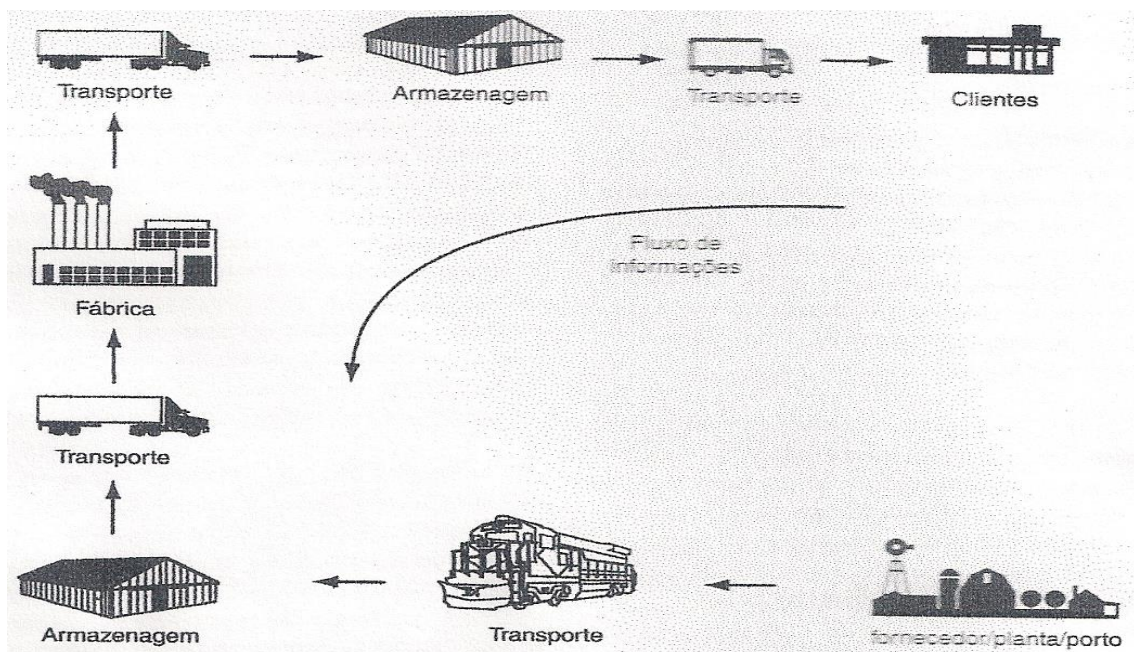 Transporte
Armazenagem
Transporte
Clientes
Fábrica
Fluxo de
informações
Transporte
Armazenagem
Transporte
fornecedor/planta/porto